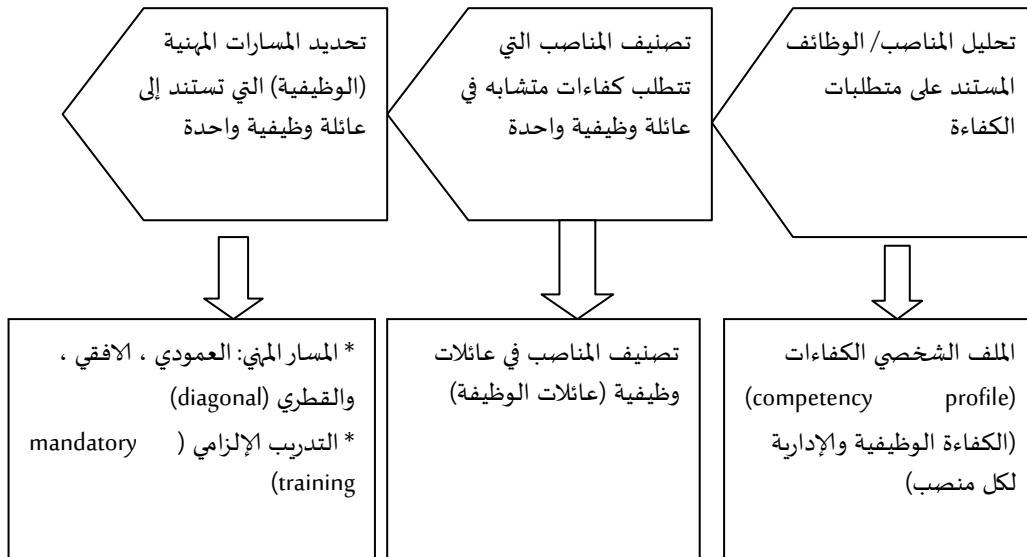 تحليل المناصب/ الوظائف
المستند على متطلبات
الكفاءة
تصنيف المناصب التي
تتطلب كفاءات متشابه في
عائلة وظيفية واحدة
تحديد المسارات المهنية
(الوظيفية) التي تستند إلى
عائلة وظيفية واحدة
الملف الشخصي الكفاءات
(competency profile)
(الكفاءة الوظيفية والإدارية
لكل منصب)
تصنيف المناصب في عائلات
وظيفية (عائلات الوظيفة)
* المسار المهني: العمودي ، الافقي ،
والقطري (diagonal)
* التدريب الإلزامي ( mandatory
training)